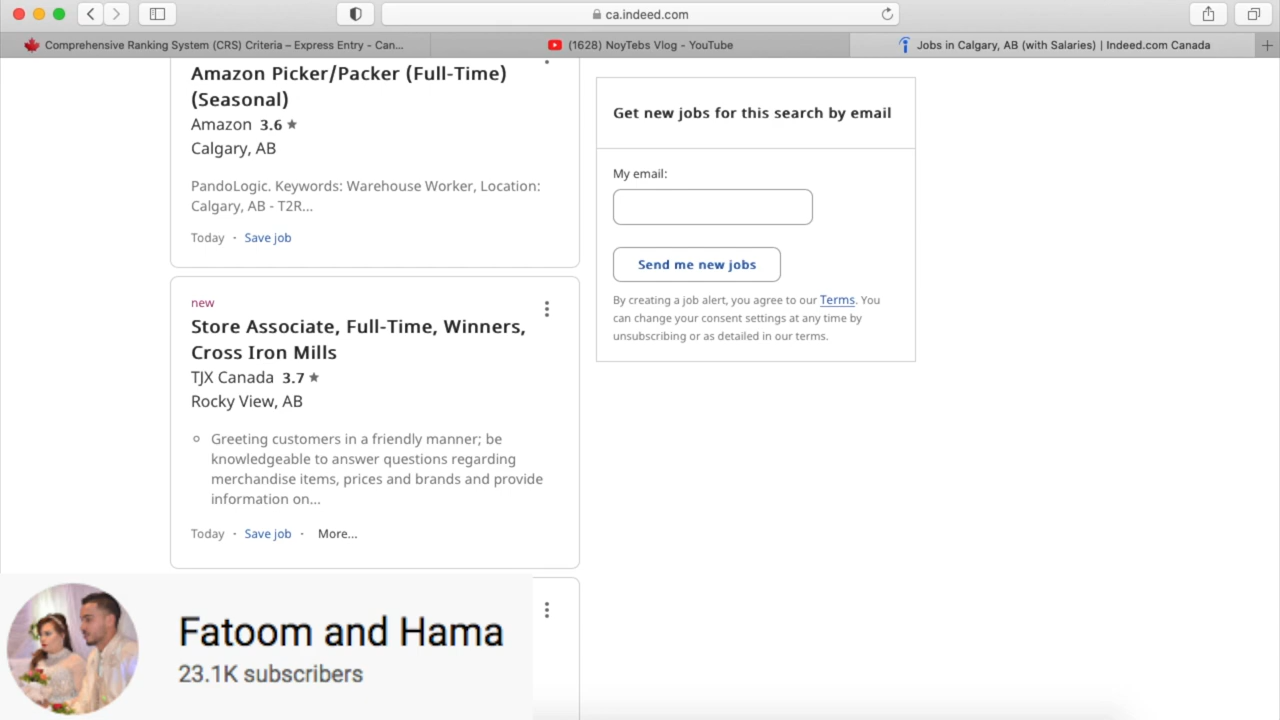 ca.indeed.com
Comprehensive Ranking System (CRS) Criteria – Express Entry - Can...
(1628) NoyTebs Vlog - YouTube
Jobs in Calgary, AB (with Salaries) | Indeed.com Canada
Amazon Picker/Packer (Full-Time)
(Seasonal)
Amazon 3.6 ★
Calgary, AB
PandoLogic. Keywords: Warehouse Worker, Location:
Calgary, AB - T2R...
Today · Save job
new
Store Associate, Full-Time, Winners,
Cross Iron Mills
TJX Canada 3.7 ★
Rocky View, AB
Greeting customers in a friendly manner; be
knowledgeable to answer questions regarding
merchandise items, prices and brands and provide
information on...
Today · Save job · More...
Get new jobs for this search by email
My email:
Send me new jobs
By creating a job alert, you agree to our Terms. You
can change your consent settings at any time by
unsubscribing or as detailed in our terms.
Fatoom and Hama
23.1K subscribers